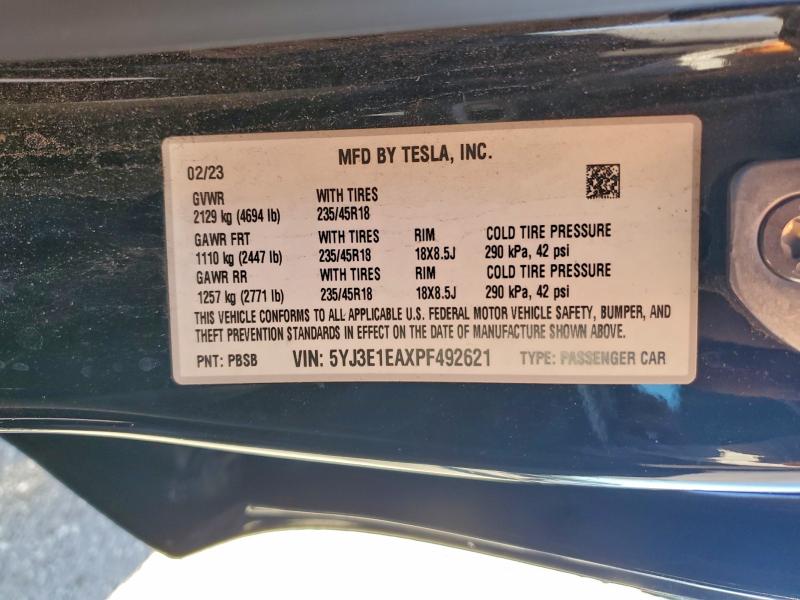 MFD BY TESLA, INC.
02/23
GVWR WITH TIRES
2129 kg (4694 lb) 235/45R18
GAWR FRT WITH TIRES RIM COLD TIRE PRESSURE
1110 kg (2447 lb) 235/45R18 18X8.5J 290 kPa, 42 psi
GAWR RR WITH TIRES RIM COLD TIRE PRESSURE
1257 kg (2771 lb) 235/45R18 18X8.5J 290 kPa, 42 psi
THIS VEHICLE CONFORMS TO ALL APPLICABLE U.S. FEDERAL MOTOR VEHICLE SAFETY, BUMPER, AND
THEFT PREVENTION STANDARDS IN EFFECT ON THE DATE OF MANUFACTURE SHOWN ABOVE.
PNT: PBSB VIN: 5YJ3E1EAXPF492621 TYPE: PASSENGER CAR